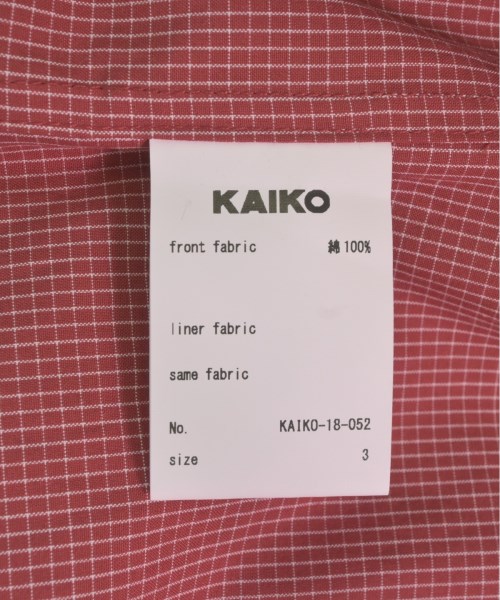 KAIKO
front fabric 綿100%
liner fabric
same fabric
No. KAIKO-18-052
size 3